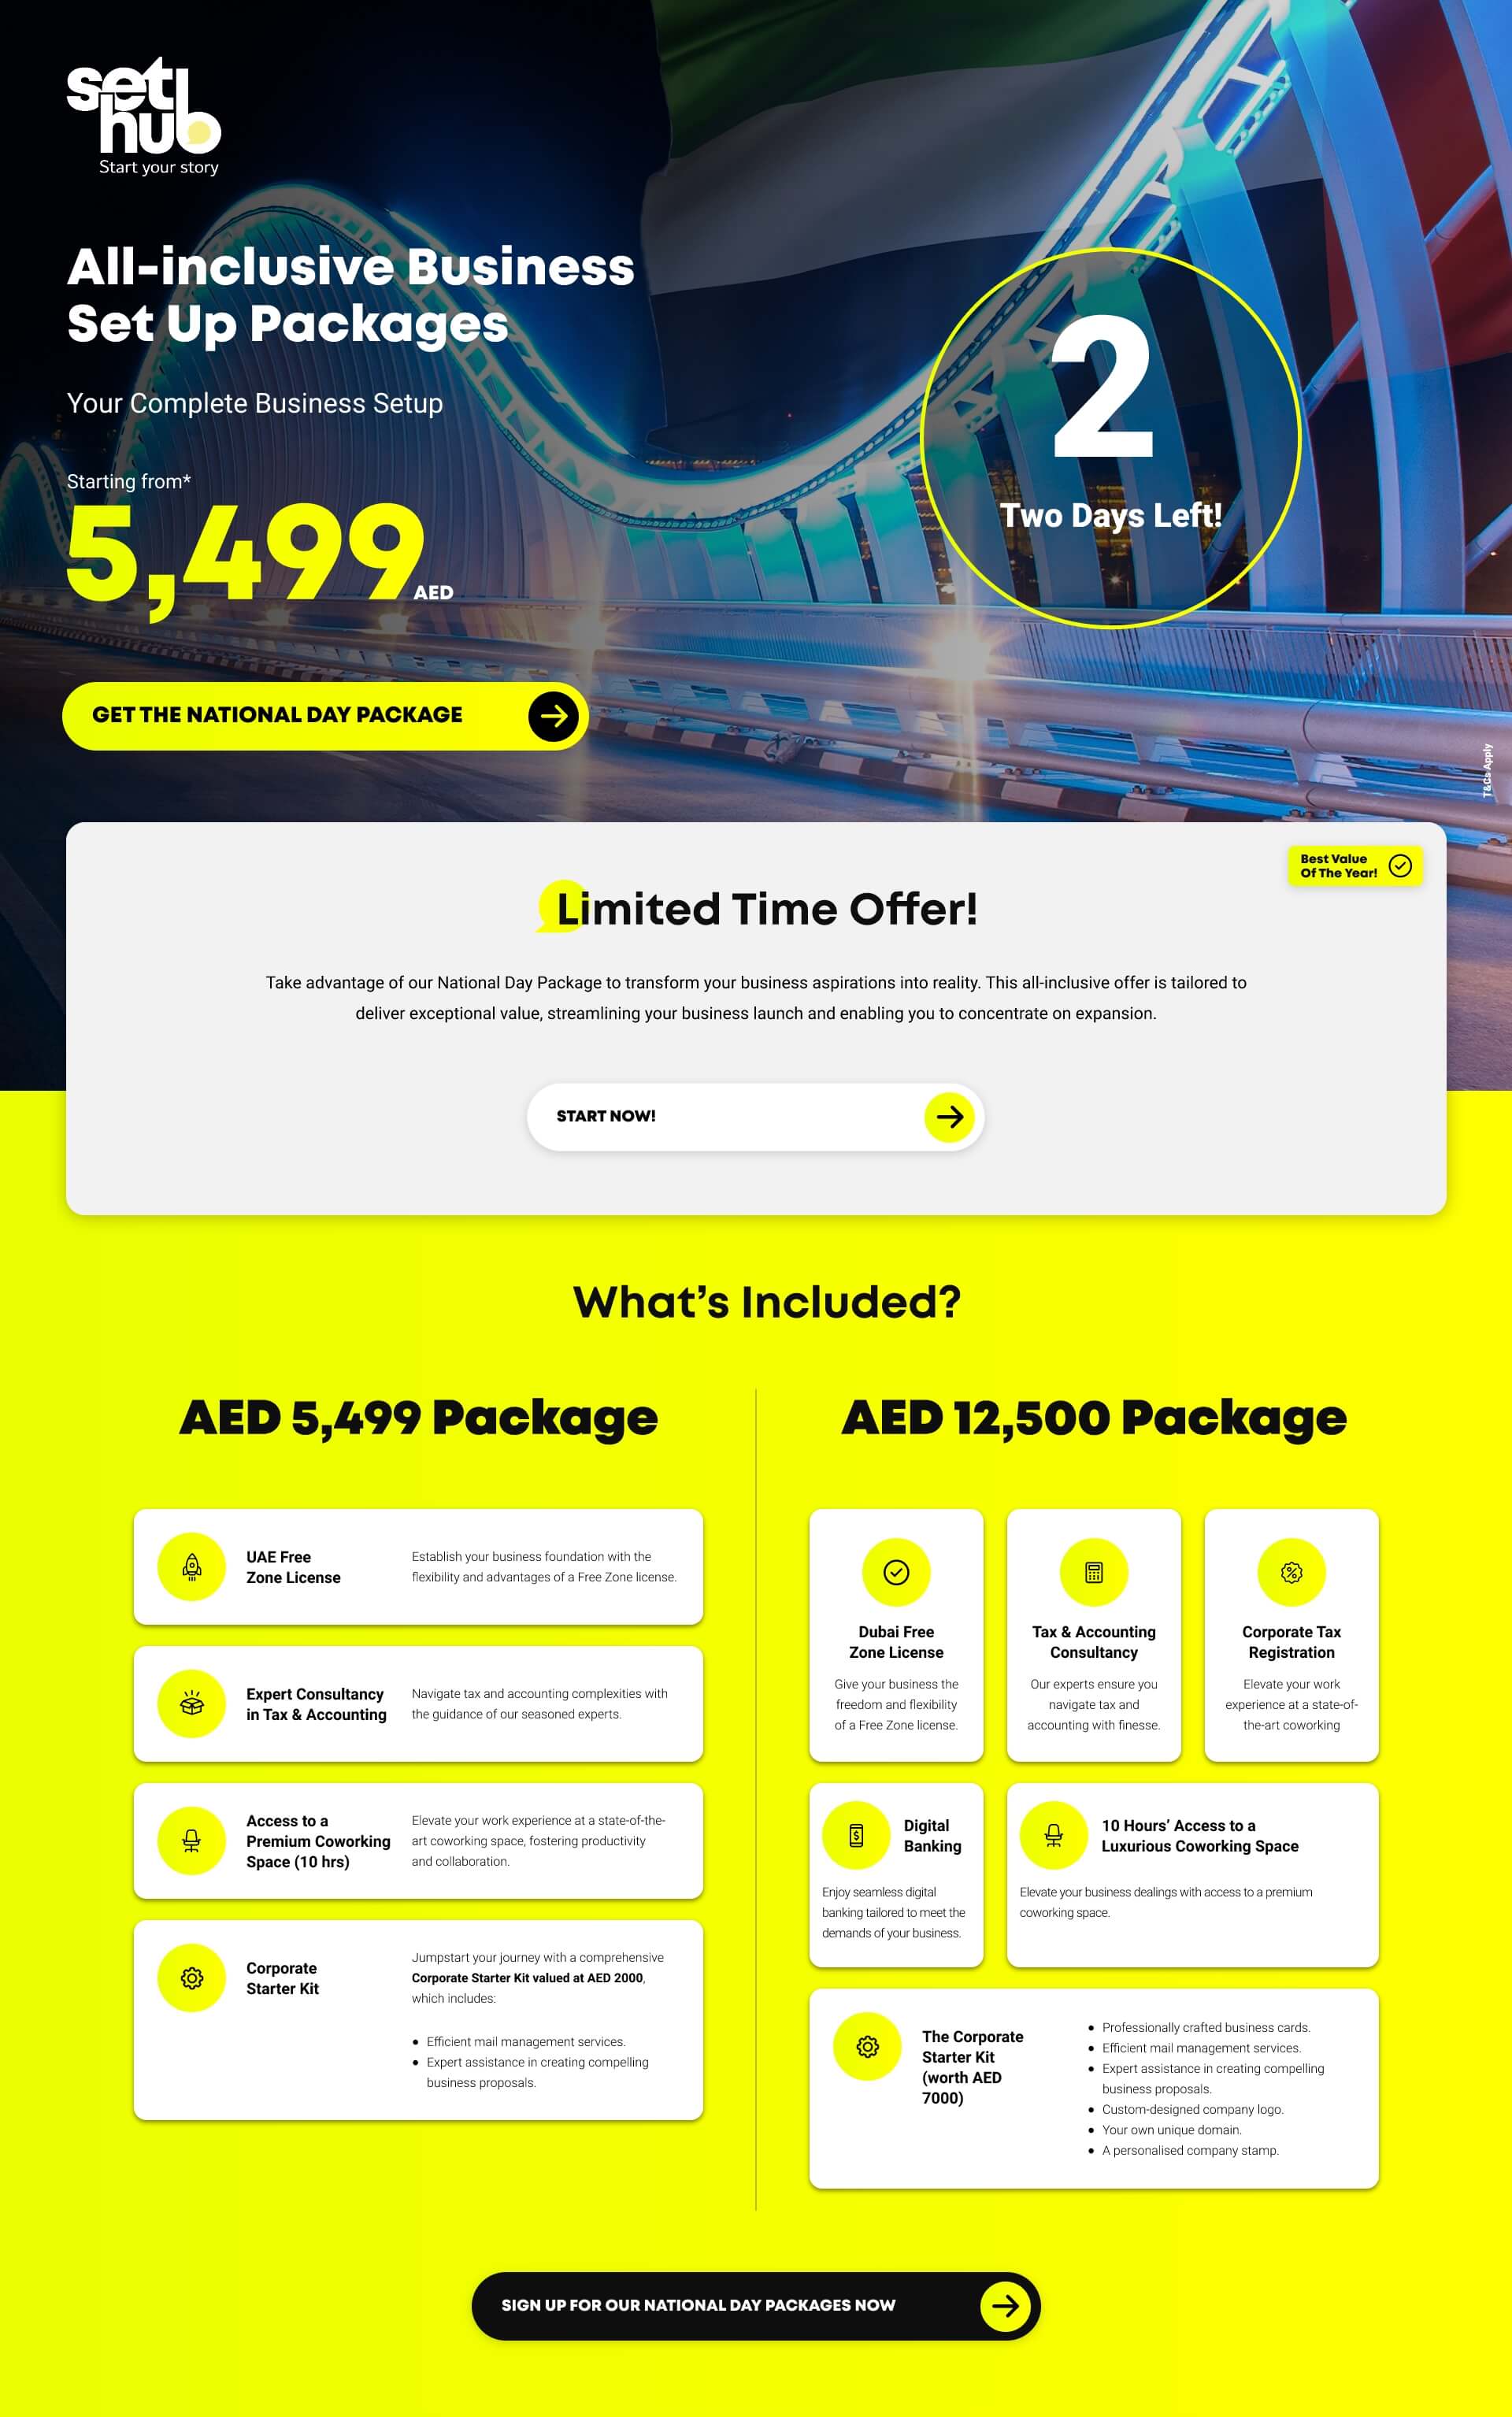 set
hub
Start your story
All-inclusive Business
Set Up Packages
Your Complete Business Setup
Starting from*
5,499 AED
2
Two Days Left!
GET THE NATIONAL DAY PACKAGE
T&Cs Apply
Best Value
Of The Year!
Limited Time Offer!
Take advantage of our National Day Package to transform your business aspirations into reality. This all-inclusive offer is tailored to
deliver exceptional value, streamlining your business launch and enabling you to concentrate on expansion.
START NOW!
What's Included?
AED 5,499 Package
UAE Free
Zone License
Establish your business foundation with the
flexibility and advantages of a Free Zone license.
Expert Consultancy
in Tax & Accounting
Navigate tax and accounting complexities with
the guidance of our seasoned experts.
Access to a
Premium Coworking
Space (10 hrs)
Elevate your work experience at a state-of-the-
art coworking space, fostering productivity
and collaboration.
Corporate
Starter Kit
Jumpstart your journey with a comprehensive
Corporate Starter Kit valued at AED 2000,
which includes:
● Efficient mail management services.
● Expert assistance in creating compelling
business proposals.
AED 12,500 Package
Dubai Free
Zone License
Give your business the
freedom and flexibility
of a Free Zone license.
Tax & Accounting
Consultancy
Our experts ensure you
navigate tax and
accounting with finesse.
Corporate Tax
Registration
Elevate your work
experience at a state-of-
the-art coworking
Digital
Banking
Enjoy seamless digital
banking tailored to meet the
demands of your business.
10 Hours' Access to a
Luxurious Coworking Space
Elevate your business dealings with access to a premium
coworking space.
The Corporate
Starter Kit
(worth AED
7000)
● Professionally crafted business cards.
● Efficient mail management services.
● Expert assistance in creating compelling
business proposals.
● Custom-designed company logo.
● Your own unique domain.
● A personalised company stamp.
SIGN UP FOR OUR NATIONAL DAY PACKAGES NOW